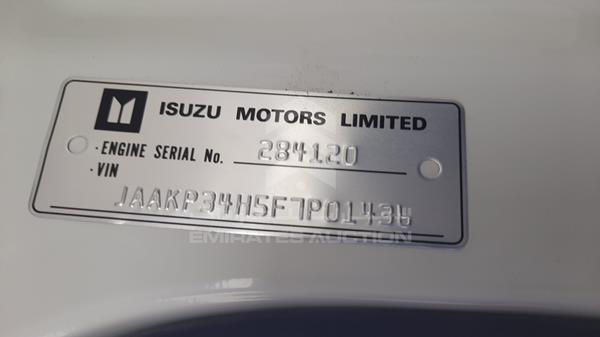 ISUZU MOTORS LIMITED
· ENGINE SERIAL No. 284120
· VIN
JAAKP34H5F7P01436
EMIRATES AUCTION